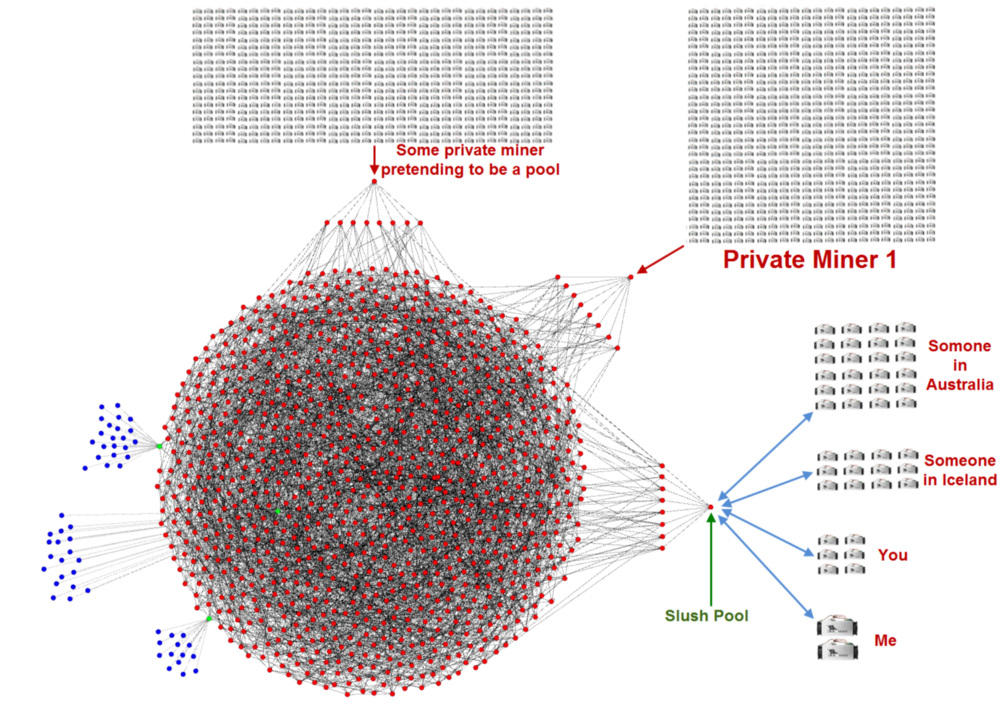 Some private miner
pretending to be a pool
Private Miner 1
Somone
in
Australia
Someone
in Iceland
You
Slush Pool
Me